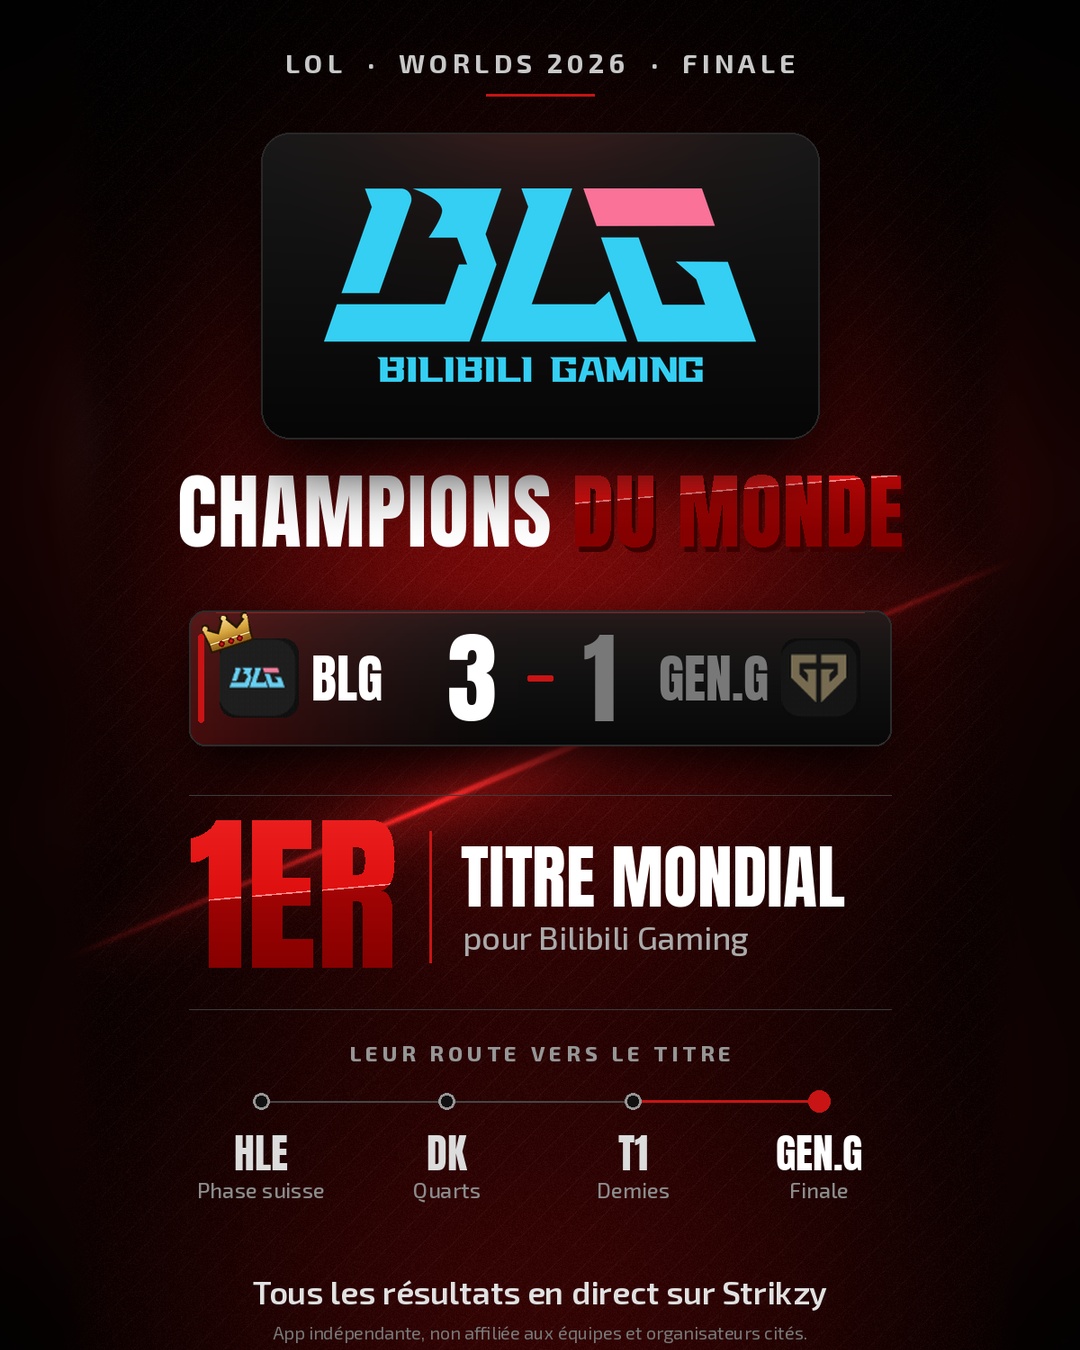 LOL · WORLDS 2026 · FINALE
BLG
BILIBILI GAMING
CHAMPIONS DU MONDE
BLG BLG 3 - 1 GEN.G
1ER
TITRE MONDIAL
pour Bilibili Gaming
LEUR ROUTE VERS LE TITRE
HLE DK T1 GEN.G
Phase suisse Quarts Demies Finale
Tous les résultats en direct sur Strikzy
App indépendante, non affiliée aux équipes et organisateurs cités.